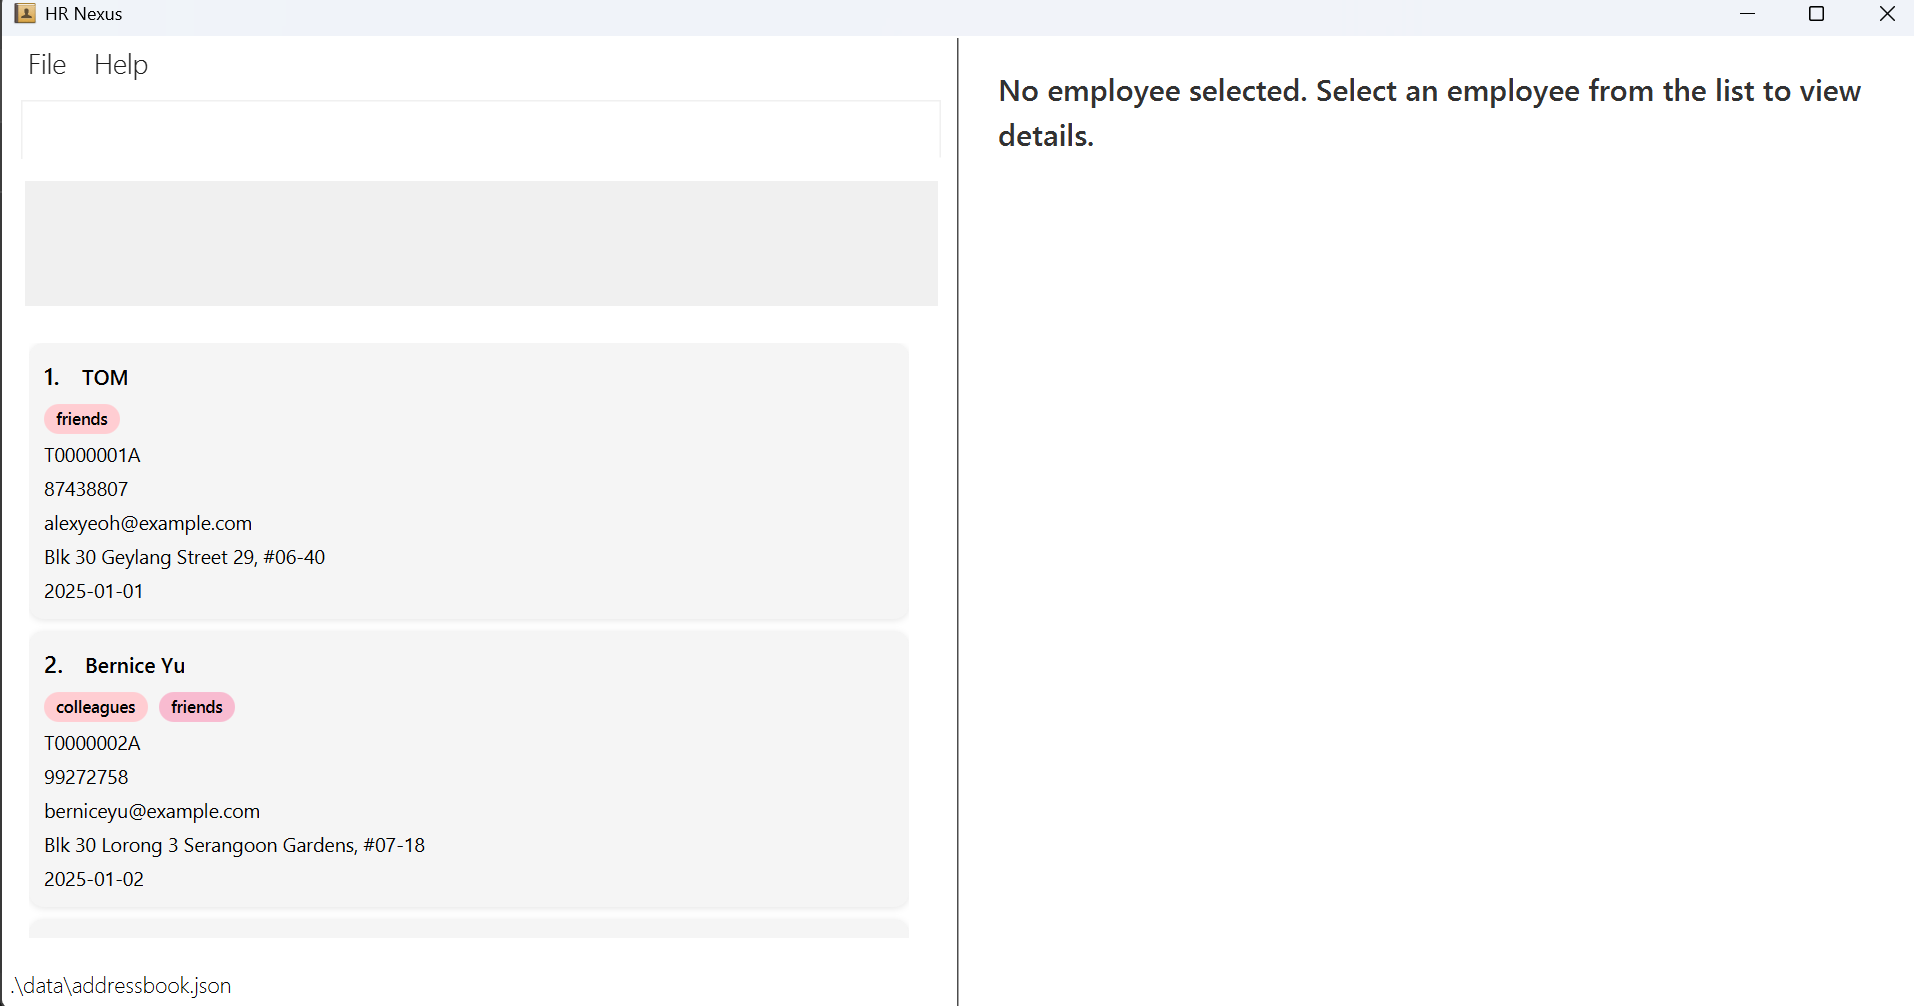 HR Nexus
File Help
No employee selected. Select an employee from the list to view
details.
1. TOM
friends
T0000001A
87438807
alexyeoh@example.com
Blk 30 Geylang Street 29, #06-40
2025-01-01
2. Bernice Yu
colleagues friends
T0000002A
99272758
berniceyu@example.com
Blk 30 Lorong 3 Serangoon Gardens, #07-18
2025-01-02
.\data\addressbook.json